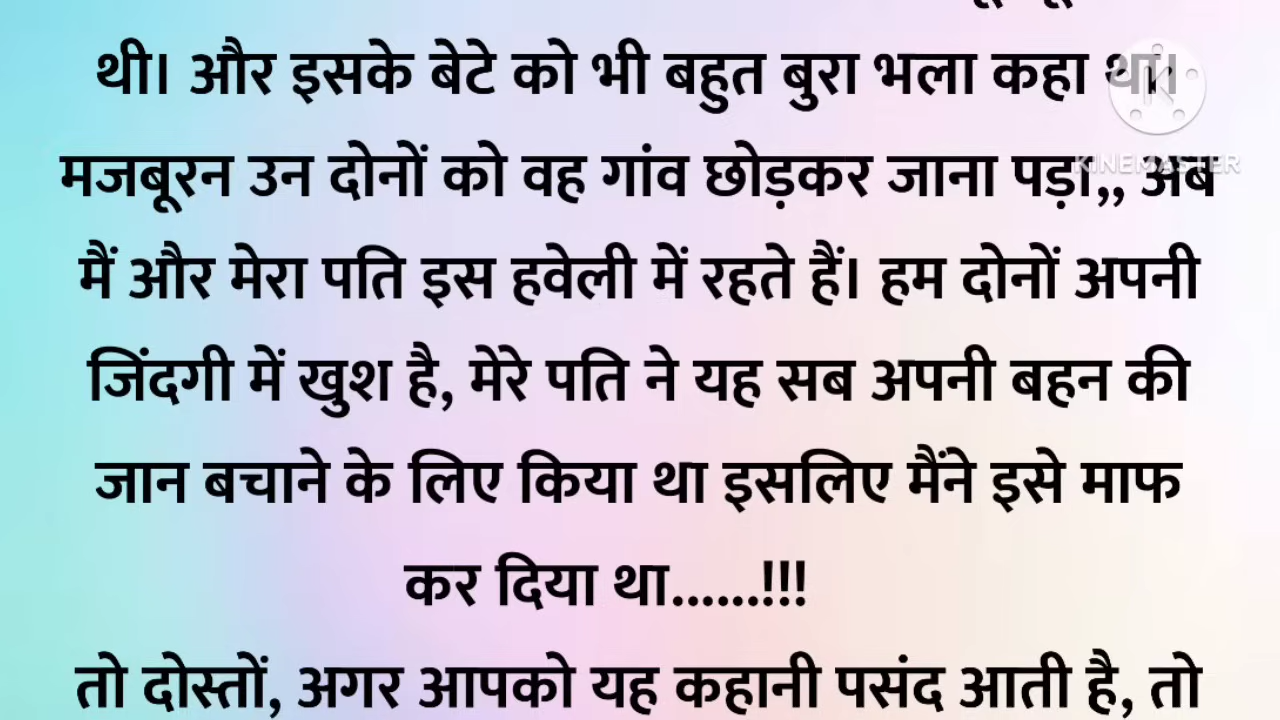 थी। और इसके बेटे को भी बहुत बुरा भला कहा था।
मजबूरन उन दोनों को वह गांव छोड़कर जाना पड़ा,, अब
मैं और मेरा पति इस हवेली में रहते हैं। हम दोनों अपनी
जिंदगी में खुश है, मेरे पति ने यह सब अपनी बहन की
जान बचाने के लिए किया था इसलिए मैंने इसे माफ
कर दिया था......!!!
तो दोस्तों, अगर आपको यह कहानी पसंद आती है, तो
KINEMASTER